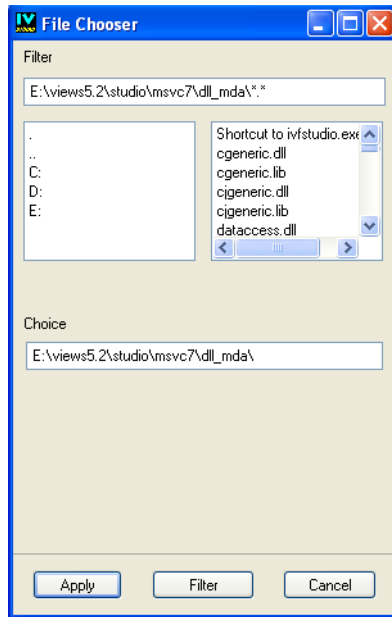 IV
File Chooser
Filter
E:\views5.2\studio\msvc7\dll_mda\*.*
.
..
C:
D:
E:
Shortcut to ivfstudio.exe
cgeneric.dll
cgeneric.lib
cjgeneric.dll
cjgeneric.lib
dataccess.dll
Choice
E:\views5.2\studio\msvc7\dll_mda\
Apply
Filter
Cancel